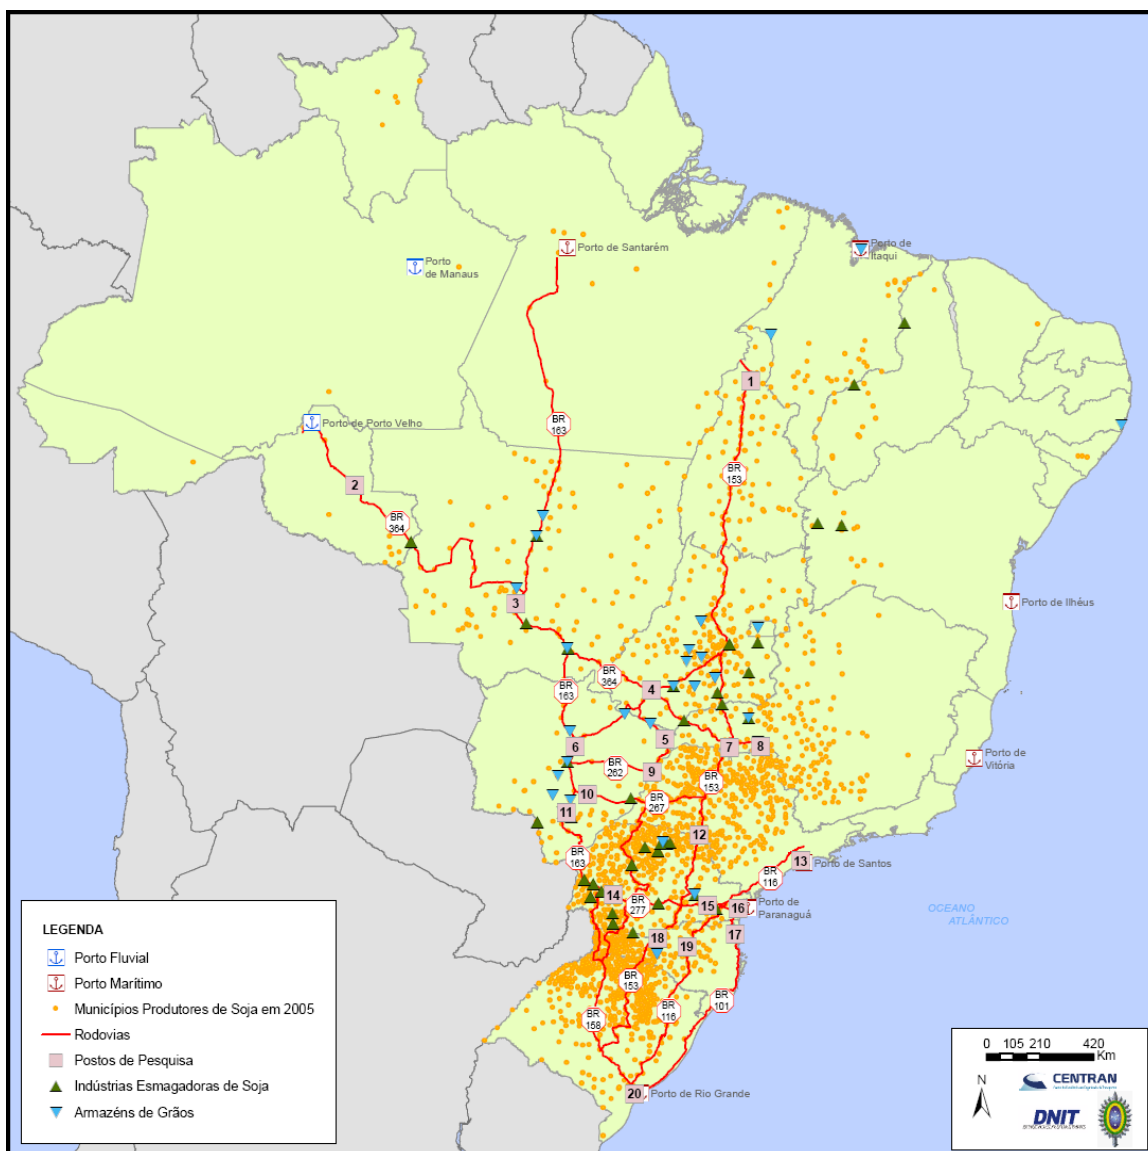 Porto de Santarém
Porto
de Manaus
Porto de
Itaqui
1
Porto de Porto Velho
BR
163
BR
153
2
BR
364
3
Porto de Ilhéus
BR
364
BR
163
4
5
6
7
8
Porto de
Vitória
BR
262
9
BR
153
10
BR
267
11
12
BR
163
13
Porto de Santos
BR
116
14
BR
277
15
16
Porto de
Paranaguá
17
OCEANO
ATLÂNTICO
18
19
BR
153
BR
101
BR
116
BR
158
20
Porto de Rio Grande
LEGENDA
Porto Fluvial
Porto Marítimo
Municípios Produtores de Soja em 2005
Rodovias
Postos de Pesquisa
Indústrias Esmagadoras de Soja
Armazéns de Grãos
0 105 210 420
Km
N
CENTRAN
DNIT